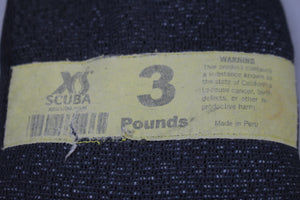 XS
SCUBA
3
Pounds
WARNING
This product contains
a substance known to
the state of California
to cause cancer, birth
defects, or other
productive harm.
Made in Peru